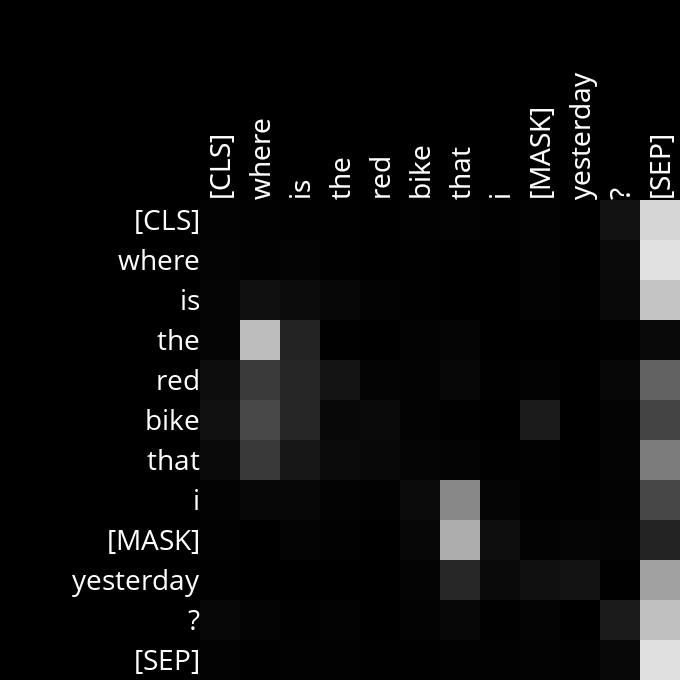 [CLS] where is the red bike that i [MASK] yesterday ? [SEP]
[CLS]
where
is
the
red
bike
that
i
[MASK]
yesterday
?
[SEP]